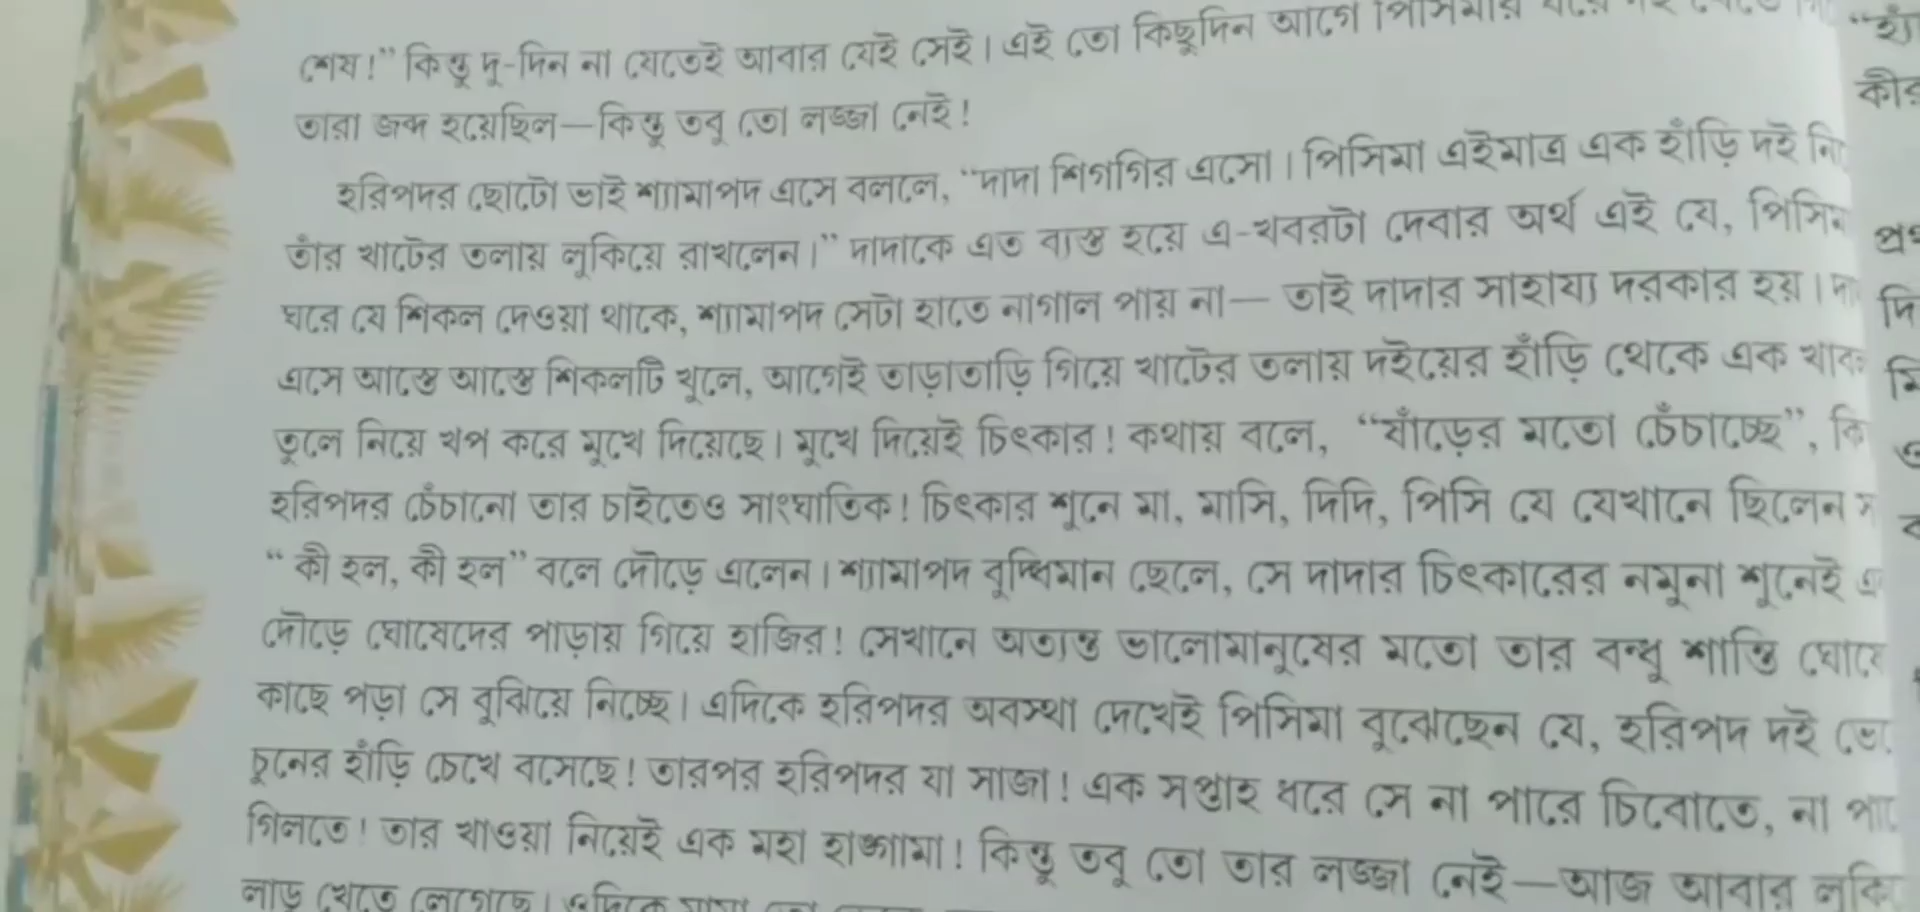 শেষ!” কিন্তু দু-দিন না যেতেই আবার যেই সেই। এই তো কিছুদিন আগে পিসিমার ঘরে
তারা জব্দ হয়েছিল—কিন্তু তবু তো লজ্জা নেই!
হরিপদর ছোটো ভাই শ্যামাপদ এসে বললে, “দাদা শিগগির এসো। পিসিমা এইমাত্র এক হাঁড়ি দই
তাঁর খাটের তলায় লুকিয়ে রাখলেন।” দাদাকে এত ব্যস্ত হয়ে এ-খবরটা দেবার অর্থ এই যে,
ঘরে যে শিকল দেওয়া থাকে, শ্যামাপদ সেটা হাতে নাগাল পায় না— তাই দাদার সাহায্য দরকার হয়।
এসে আস্তে আস্তে শিকলটি খুলে, আগেই তাড়াতাড়ি গিয়ে খাটের তলায় দইয়ের হাঁড়ি থেকে এক
তুলে নিয়ে খপ করে মুখে দিয়েছে। মুখে দিয়েই চিৎকার! কথায় বলে, “ষাঁড়ের মতো চেঁচাচ্ছে”,
হরিপদর চেঁচানো তার চাইতেও সাংঘাতিক! চিৎকার শুনে মা, মাসি, দিদি, পিসি যে যেখানে ছিলেন
“কী হল, কী হল” বলে দৌড়ে এলেন। শ্যামাপদ বুদ্ধিমান ছেলে, সে দাদার চিৎকারের নমুনা শুনেই
দৌড়ে ঘোষেদের পাড়ায় গিয়ে হাজির! সেখানে অত্যন্ত ভালোমানুষের মতো তার বন্ধু শান্তি
কাছে পড়া সে বুঝিয়ে নিচ্ছে। এদিকে হরিপদর অবস্থা দেখেই পিসিমা বুঝেছেন যে, হরিপদ দই
চুনের হাঁড়ি চেখে বসেছে! তারপর হরিপদর যা সাজা! এক সপ্তাহ ধরে সে না পারে চিবোতে, না
গিলতে! তার খাওয়া নিয়েই এক মহা হাঙ্গামা! কিন্তু তবু তো তার লজ্জা নেই—আজ আবার
লাড়ু খেতে লেগেছে।